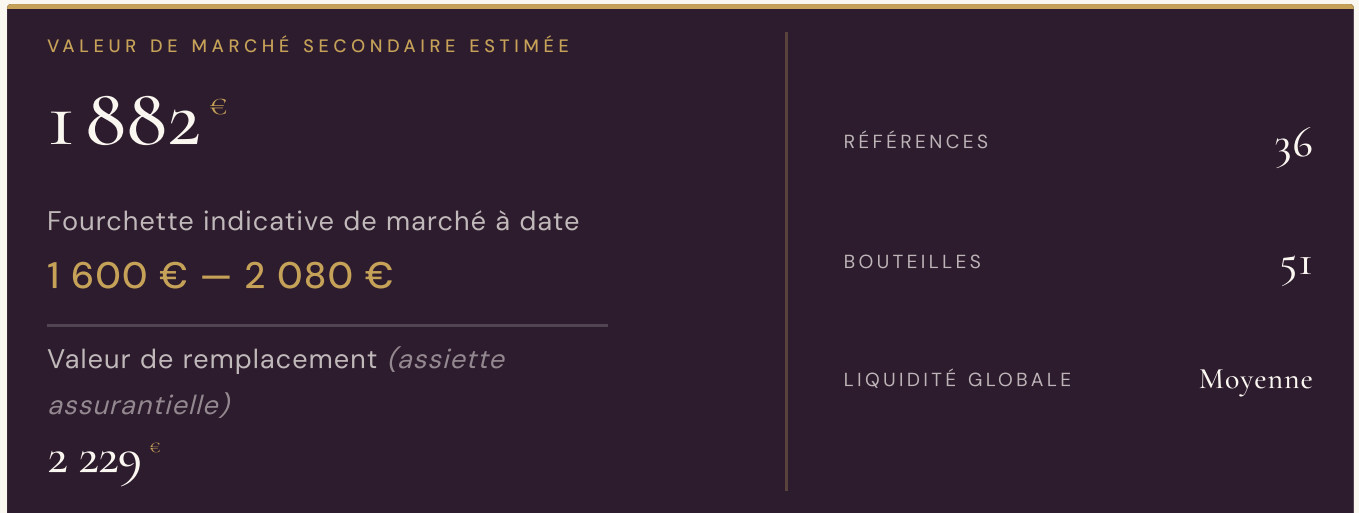 VALEUR DE MARCHÉ SECONDAIRE ESTIMÉE
1 882 €
Fourchette indicative de marché à date
1 600 € — 2 080 €
Valeur de remplacement (assiette
assurantielle)
2 229 €
RÉFÉRENCES 36
BOUTEILLES 51
LIQUIDITÉ GLOBALE Moyenne